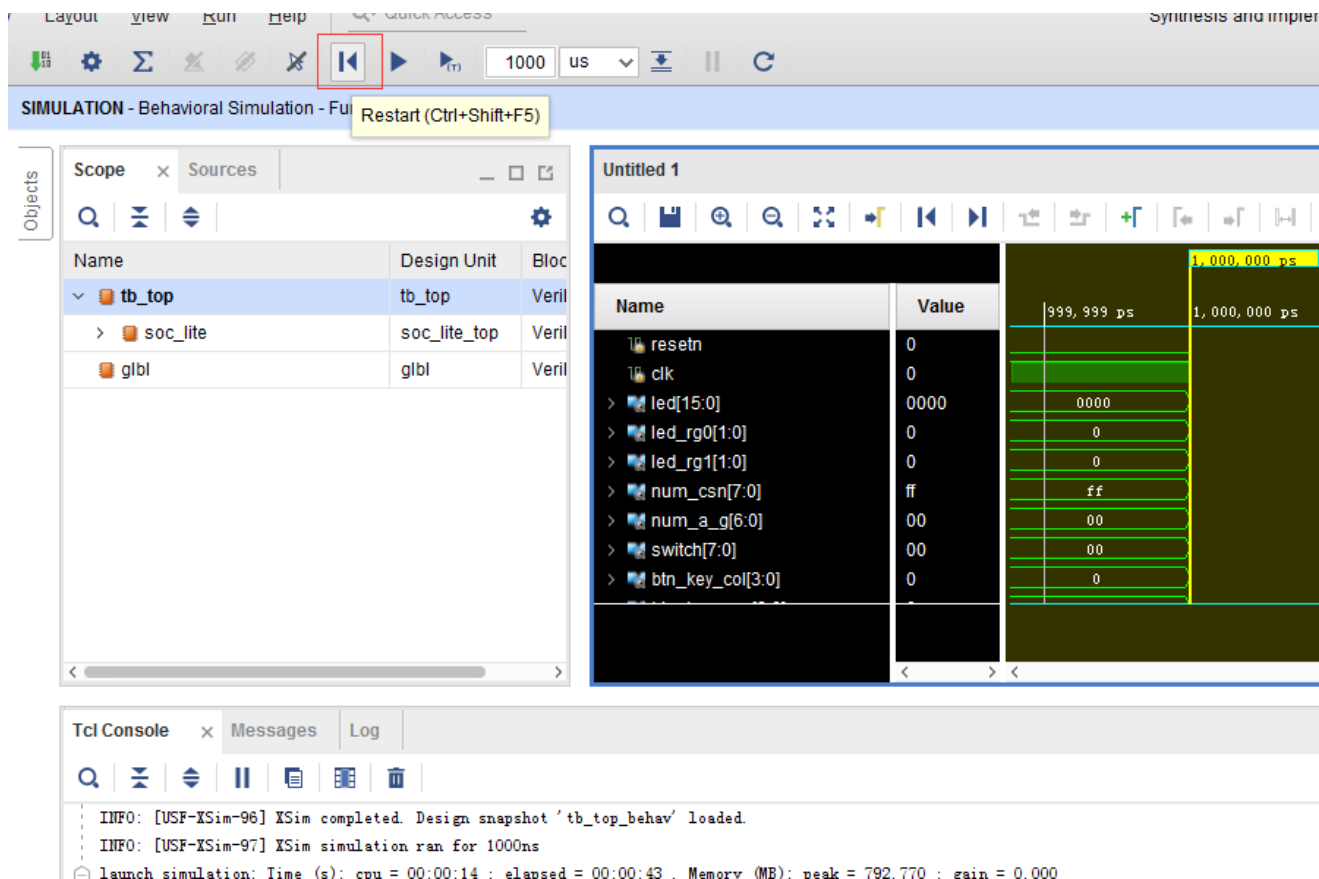 Layout View Run Help Quick Access
01
10
(T) 1000 us
SIMULATION - Behavioral Simulation - Fu
Restart (Ctrl+Shift+F5)
Objects
Scope Sources
Name Design Unit Bloc
tb_top tb_top Veril
soc_lite soc_lite_top Veril
glbl glbl Veril
Untitled 1
1,000,000 ps
Name Value 999,999 ps 1,000,000 ps
resetn 0
clk 0
led[15:0] 0000 0000
led_rg0[1:0] 0 0
led_rg1[1:0] 0 0
num_csn[7:0] ff ff
num_a_g[6:0] 00 00
switch[7:0] 00 00
btn_key_col[3:0] 0 0
Tcl Console Messages Log
INFO: [USF-XSim-96] XSim completed. Design snapshot 'tb_top_behav' loaded.
INFO: [USF-XSim-97] XSim simulation ran for 1000ns
launch_simulation: Time (s): cpu = 00:00:14 ; elapsed = 00:00:43 . Memory (MB): peak = 792.770 ; gain = 0.000